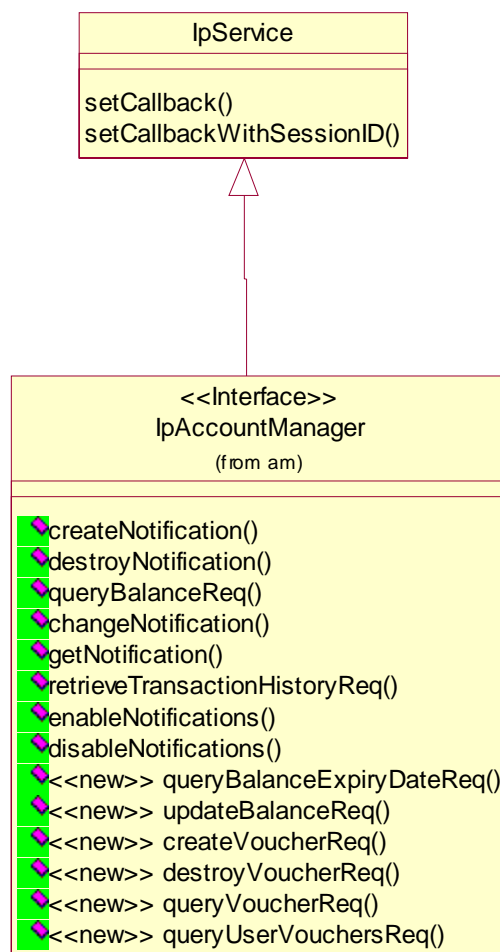 IpService
setCallback()
setCallbackWithSessionID()
<<Interface>>
IpAccountManager
(from am)
createNotification()
destroyNotification()
queryBalanceReq()
changeNotification()
getNotification()
retrieveTransactionHistoryReq()
enableNotifications()
disableNotifications()
<<new>> queryBalanceExpiryDateReq()
<<new>> updateBalanceReq()
<<new>> createVoucherReq()
<<new>> destroyVoucherReq()
<<new>> queryVoucherReq()
<<new>> queryUserVouchersReq()